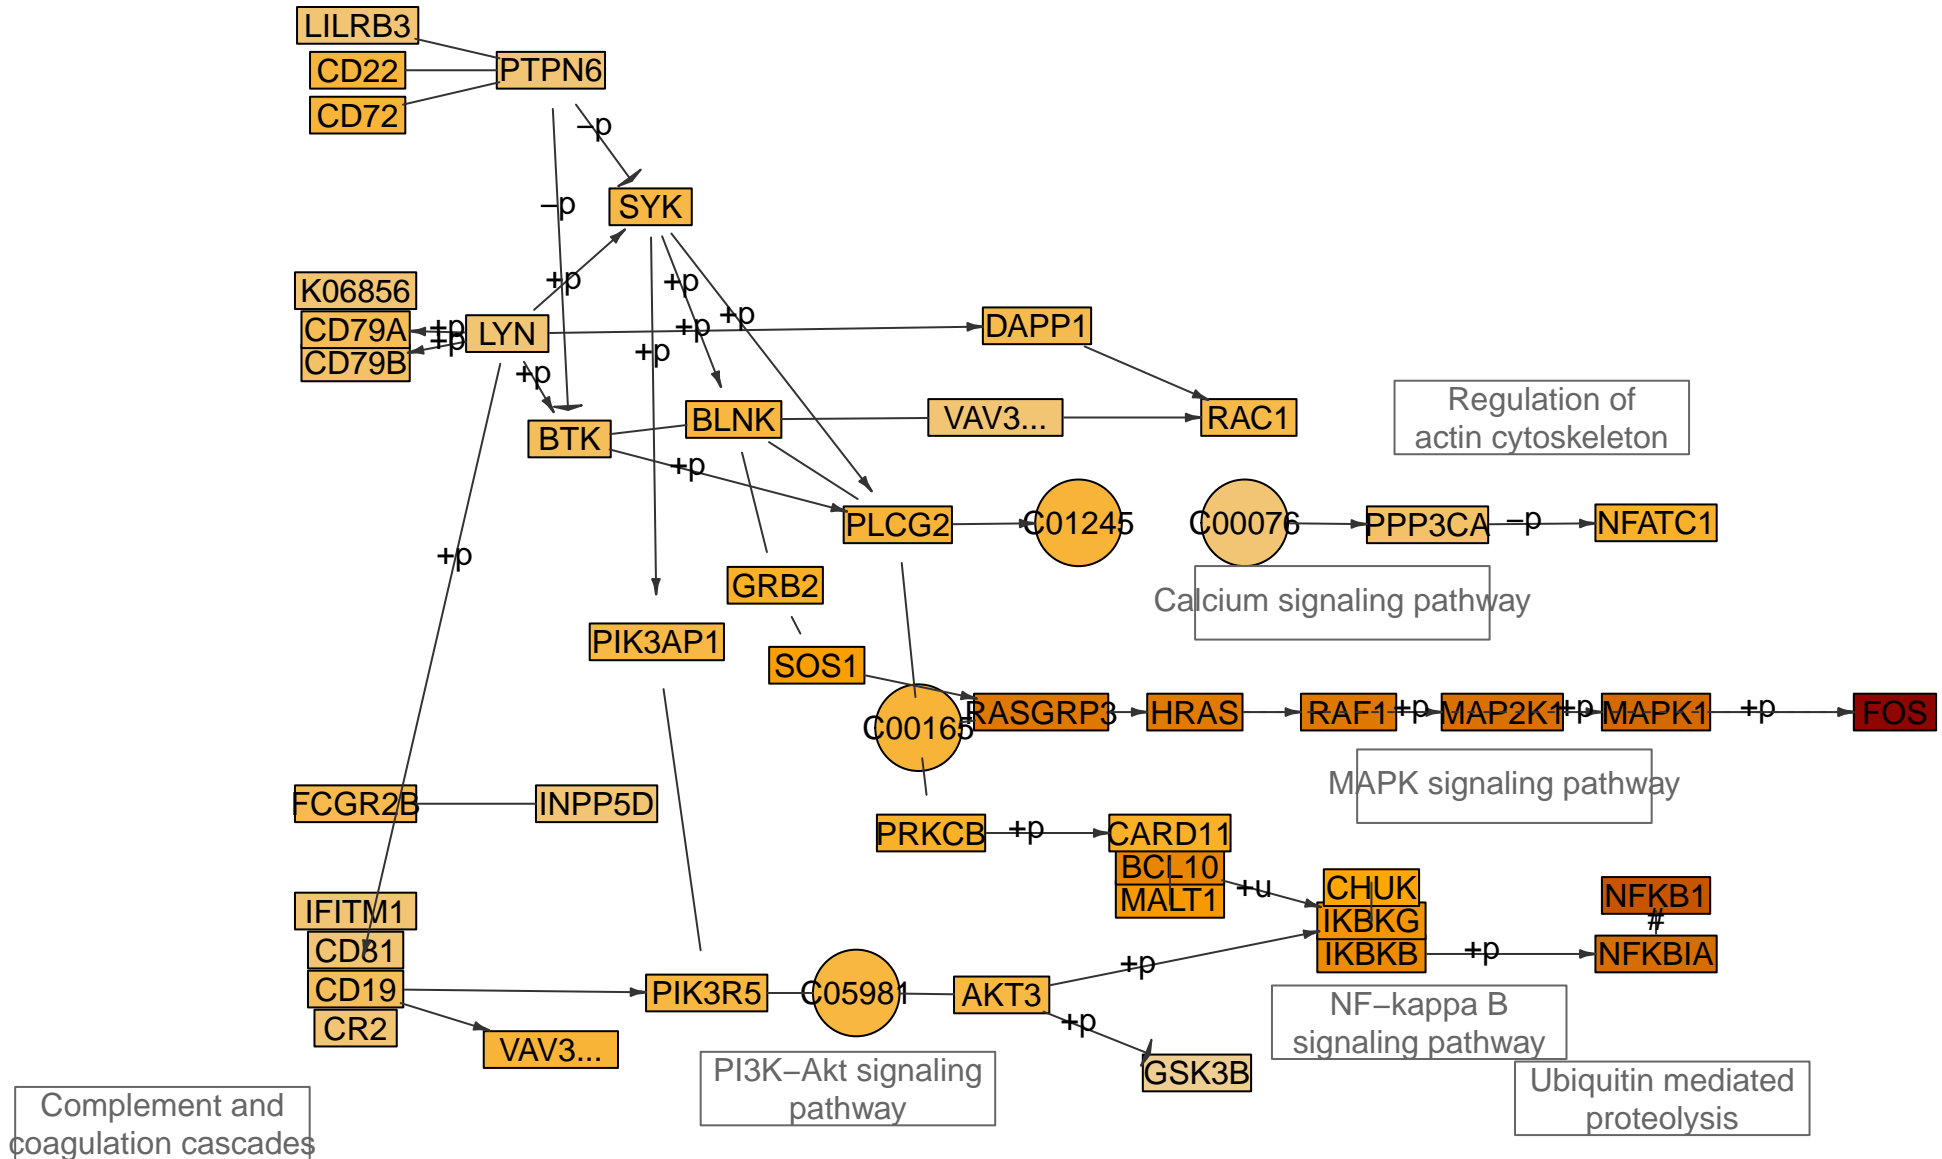 LILRB3
CD22
PTPN6
CD72
–p
SYK
–p
+p
+p
K06856
CD79A
+p
LYN
+p
+p
DAPP1
CD79B
+p
+p
+p
BTK
BLNK
VAV3...
RAC1
Regulation of
actin cytoskeleton
+p
PLCG2
C01245
C00076
PPP3CA
–p
NFATC1
+p
GRB2
Calcium signaling pathway
PIK3AP1
SOS1
C00165
RASGRP3
HRAS
RAF1
+p
MAP2K1
+p
MAPK1
+p
FOS
MAPK signaling pathway
FCGR2B
INPP5D
PRKCB
+p
CARD11
BCL10
MALT1
+u
CHUK
IKBKG
IKBKB
NFKB1
#
+p
NFKBIA
IFITM1
CD81
CD19
CR2
VAV3...
PIK3R5
C05981
AKT3
+p
+p
GSK3B
NF–kappa B
signaling pathway
PI3K–Akt signaling
pathway
Ubiquitin mediated
proteolysis
Complement and
coagulation cascades